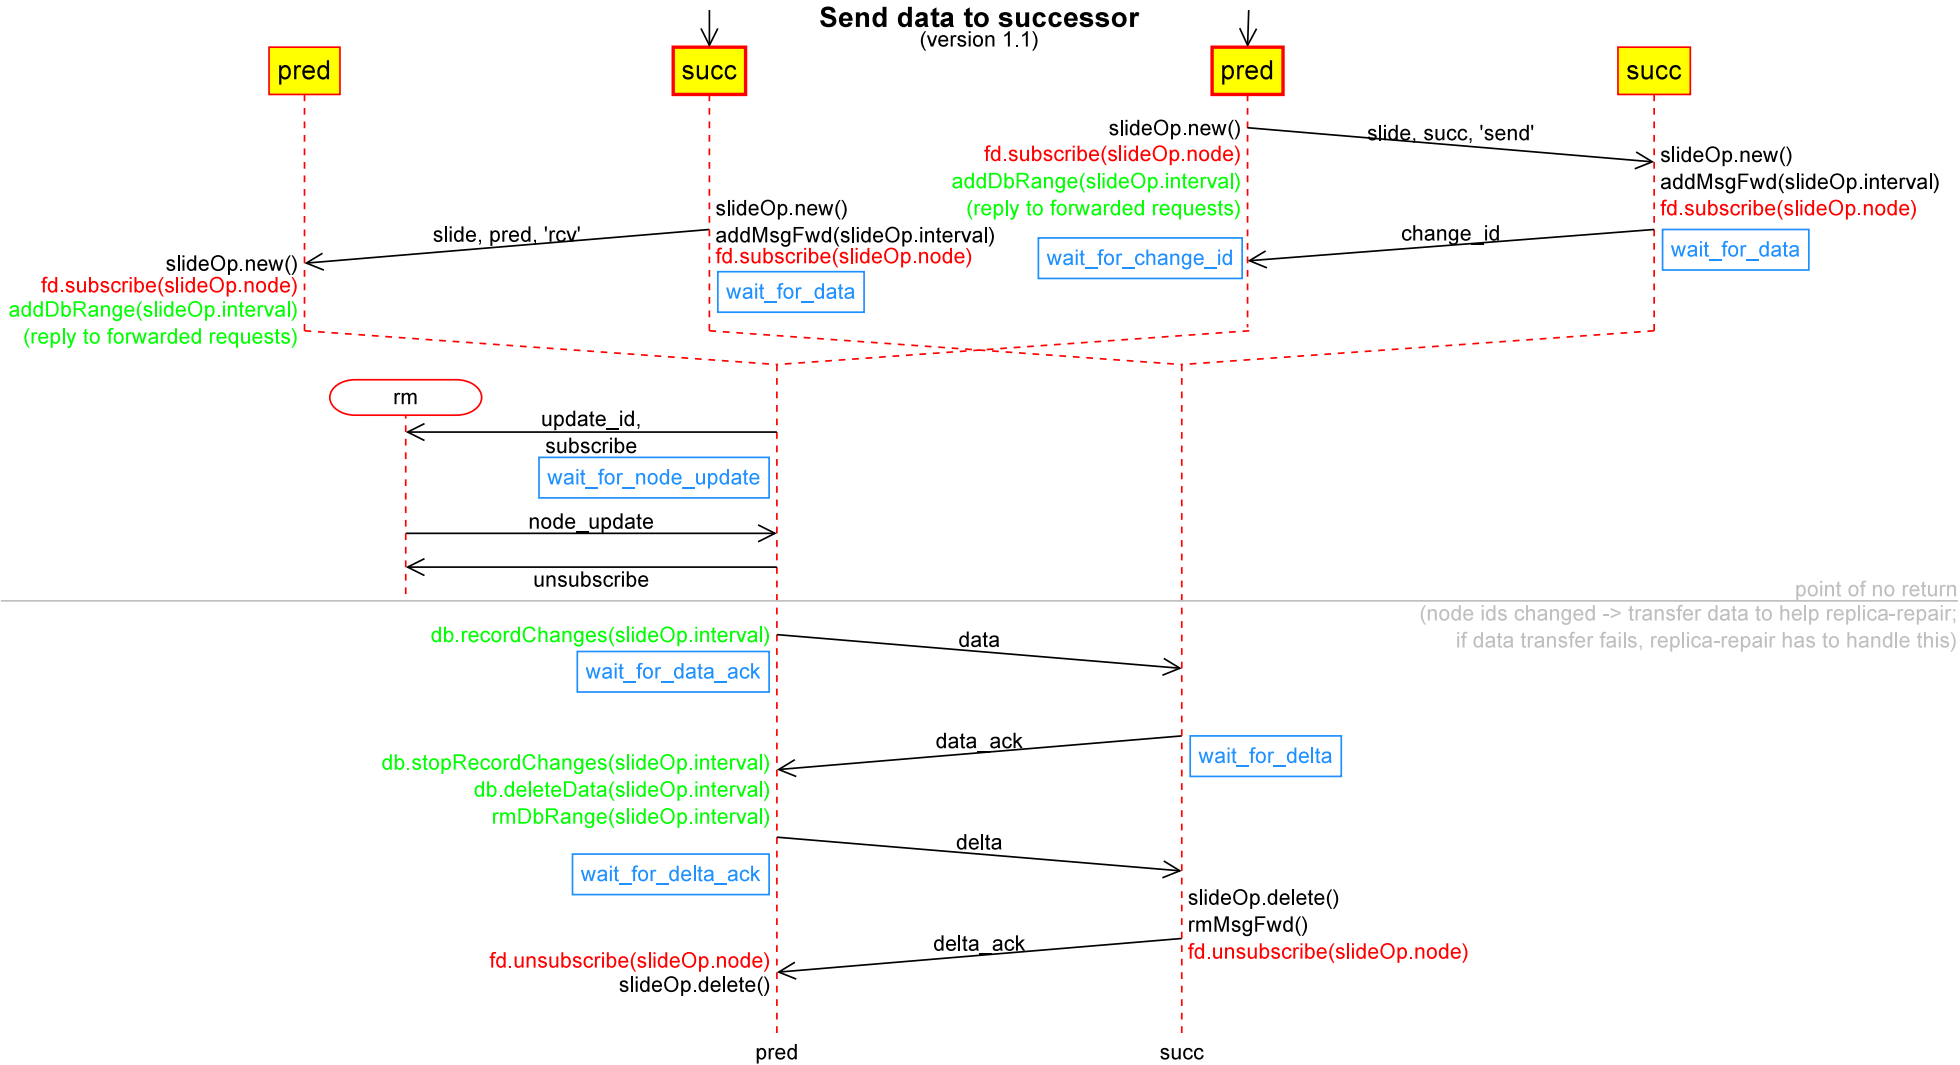 Send data to successor
(version 1.1)
pred
succ
pred
succ
slideOp.new()
fd.subscribe(slideOp.node)
addDbRange(slideOp.interval)
(reply to forwarded requests)
slide, succ, 'send'
slideOp.new()
addMsgFwd(slideOp.interval)
fd.subscribe(slideOp.node)
slideOp.new()
addMsgFwd(slideOp.interval)
fd.subscribe(slideOp.node)
wait_for_data
slide, pred, 'rcv'
change_id
wait_for_change_id
wait_for_data
slideOp.new()
fd.subscribe(slideOp.node)
addDbRange(slideOp.interval)
(reply to forwarded requests)
rm
update_id,
subscribe
wait_for_node_update
node_update
unsubscribe
point of no return
(node ids changed -> transfer data to help replica-repair;
if data transfer fails, replica-repair has to handle this)
db.recordChanges(slideOp.interval)
data
wait_for_data_ack
data_ack
wait_for_delta
db.stopRecordChanges(slideOp.interval)
db.deleteData(slideOp.interval)
rmDbRange(slideOp.interval)
delta
wait_for_delta_ack
slideOp.delete()
rmMsgFwd()
fd.unsubscribe(slideOp.node)
delta_ack
fd.unsubscribe(slideOp.node)
slideOp.delete()
pred
succ